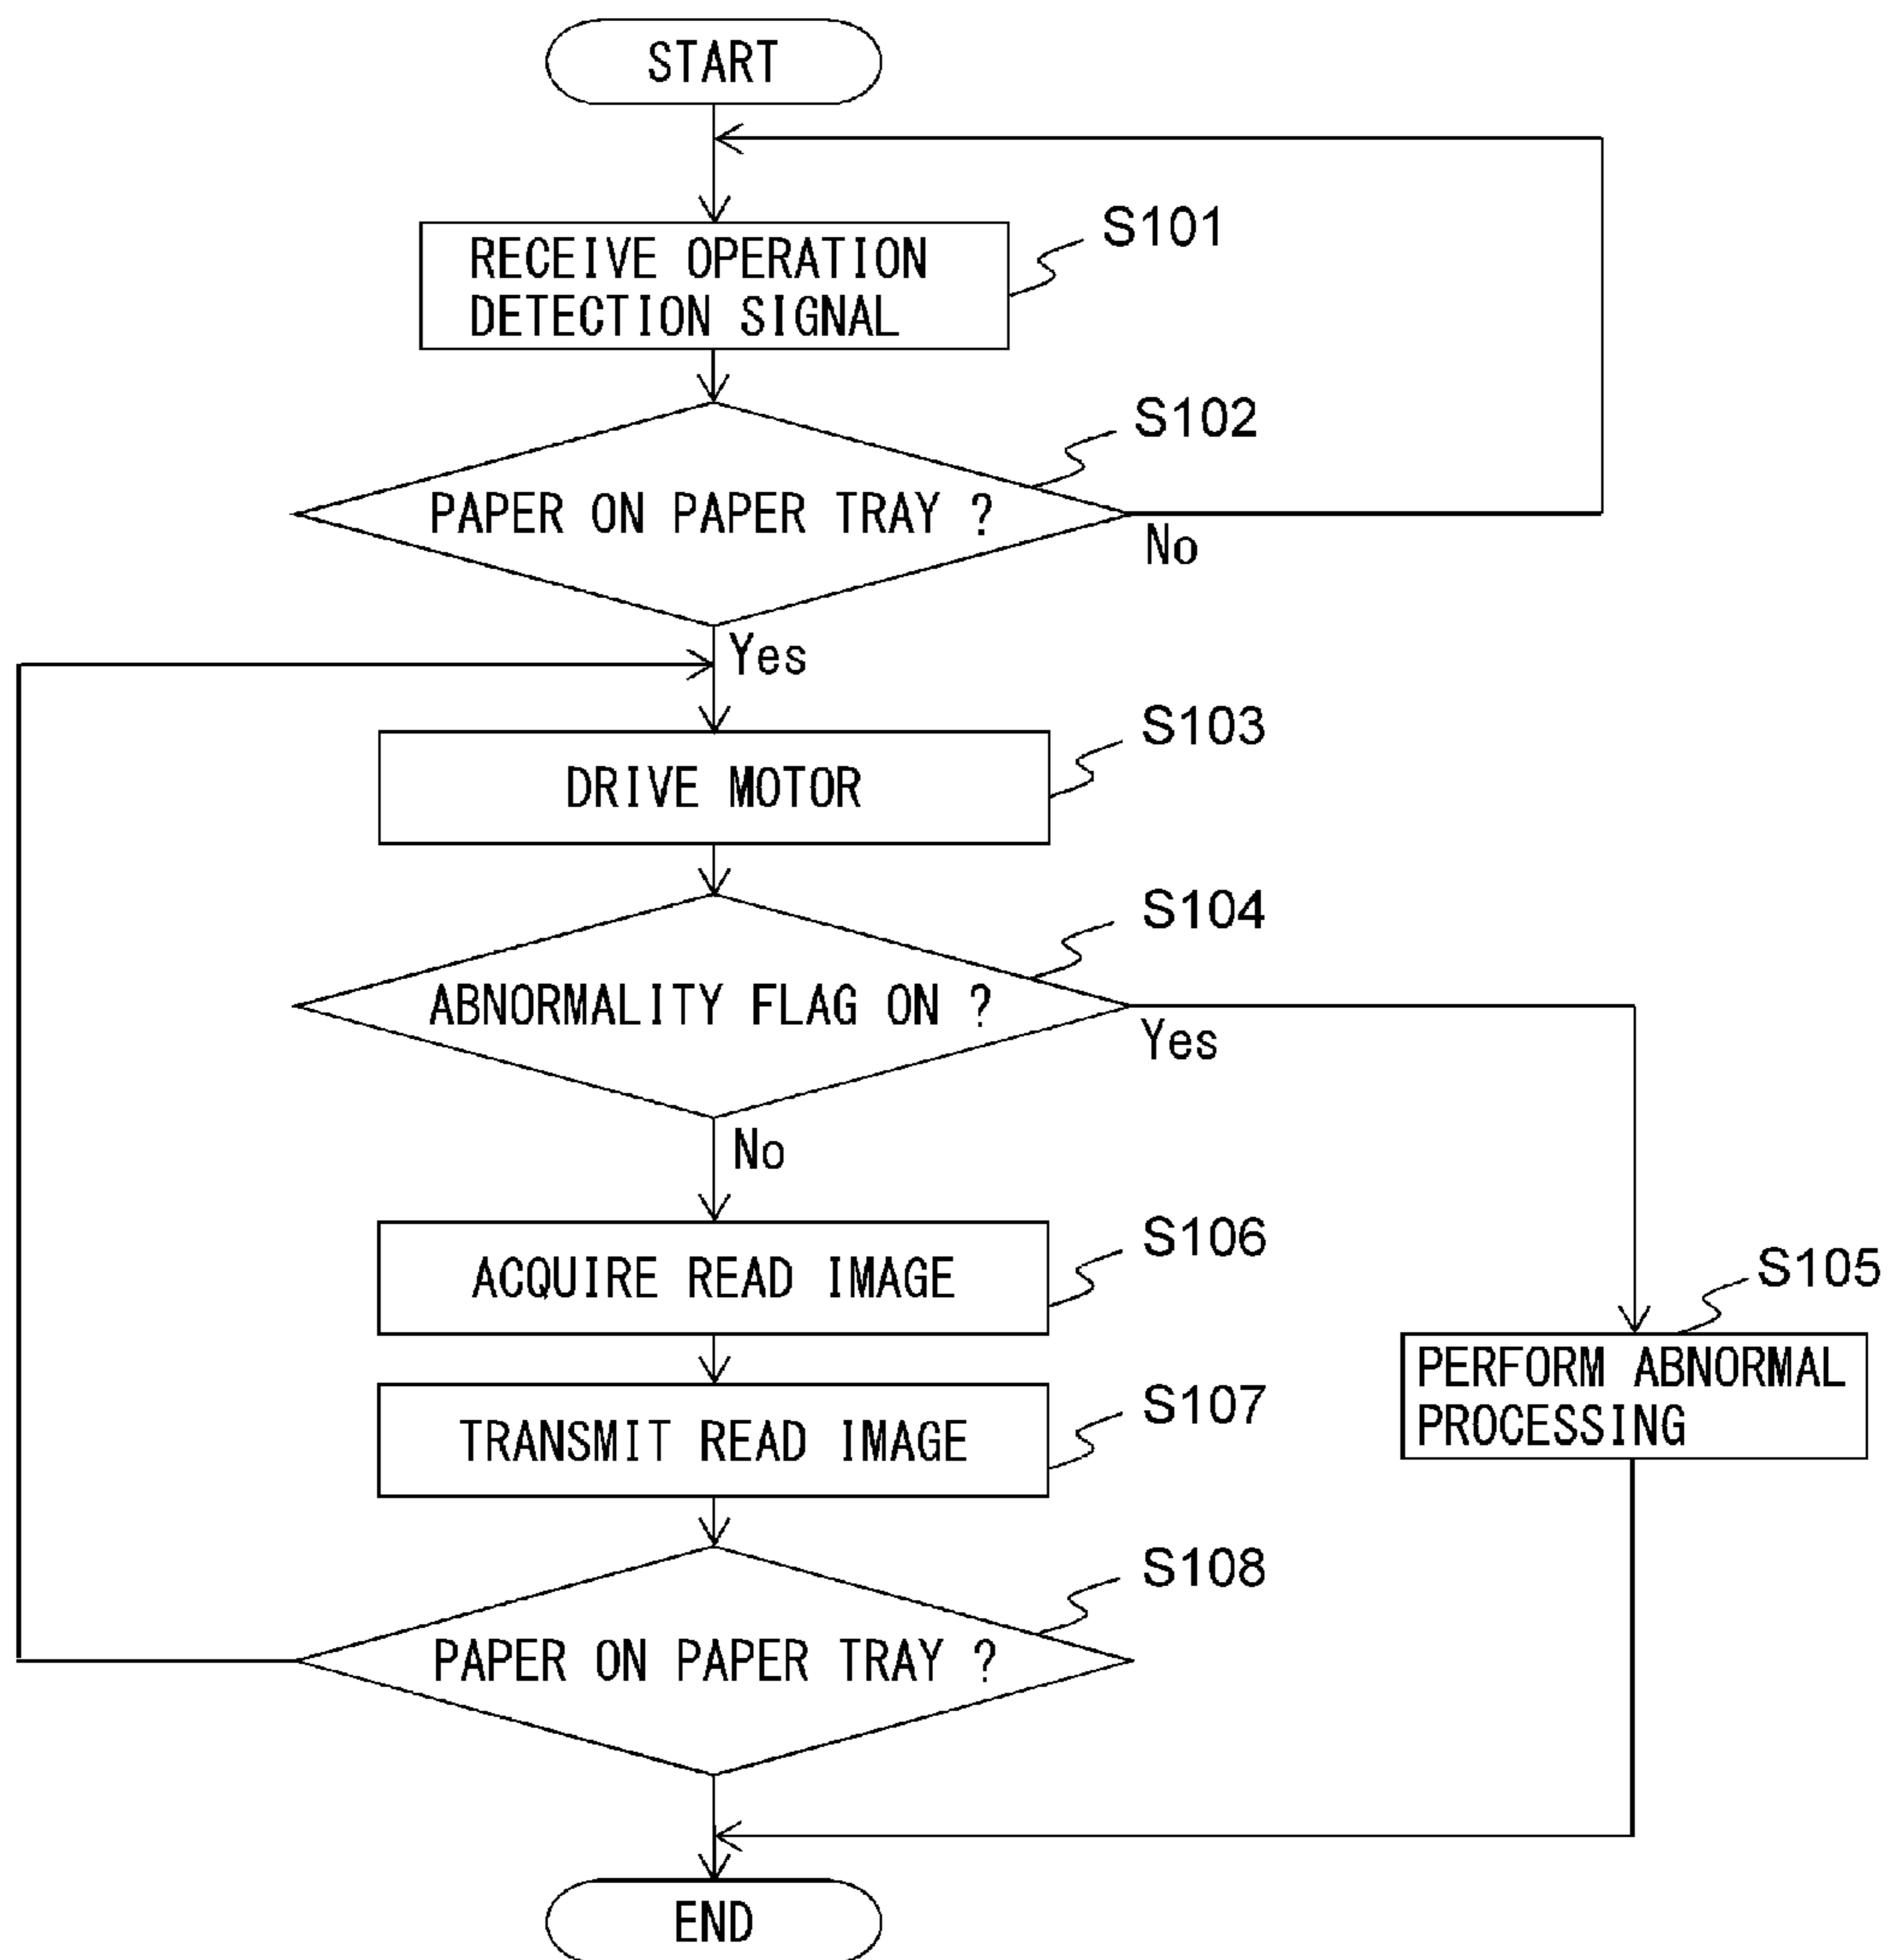 START
RECEIVE OPERATION
DETECTION SIGNAL
S101
PAPER ON PAPER TRAY ?
S102
No
Yes
DRIVE MOTOR
S103
ABNORMALITY FLAG ON ?
S104
Yes
No
ACQUIRE READ IMAGE
S106
PERFORM ABNORMAL
PROCESSING
S105
TRANSMIT READ IMAGE
S107
PAPER ON PAPER TRAY ?
S108
END